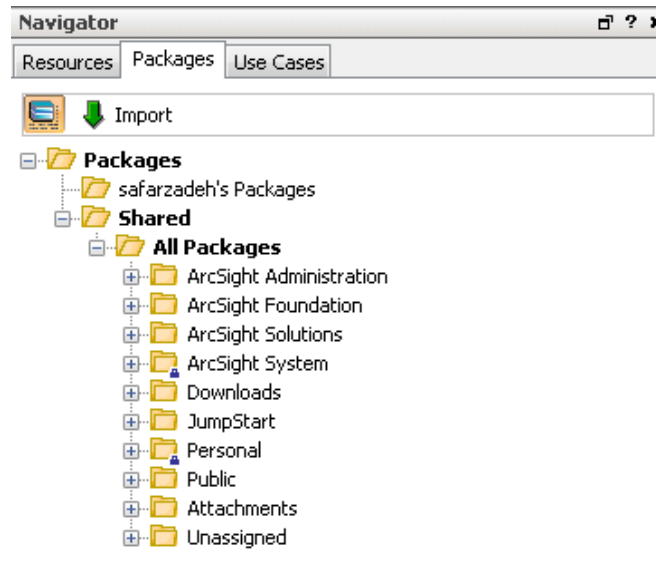 Navigator
Resources Packages Use Cases
Import
Packages
safarzadeh's Packages
Shared
All Packages
ArcSight Administration
ArcSight Foundation
ArcSight Solutions
ArcSight System
Downloads
JumpStart
Personal
Public
Attachments
Unassigned